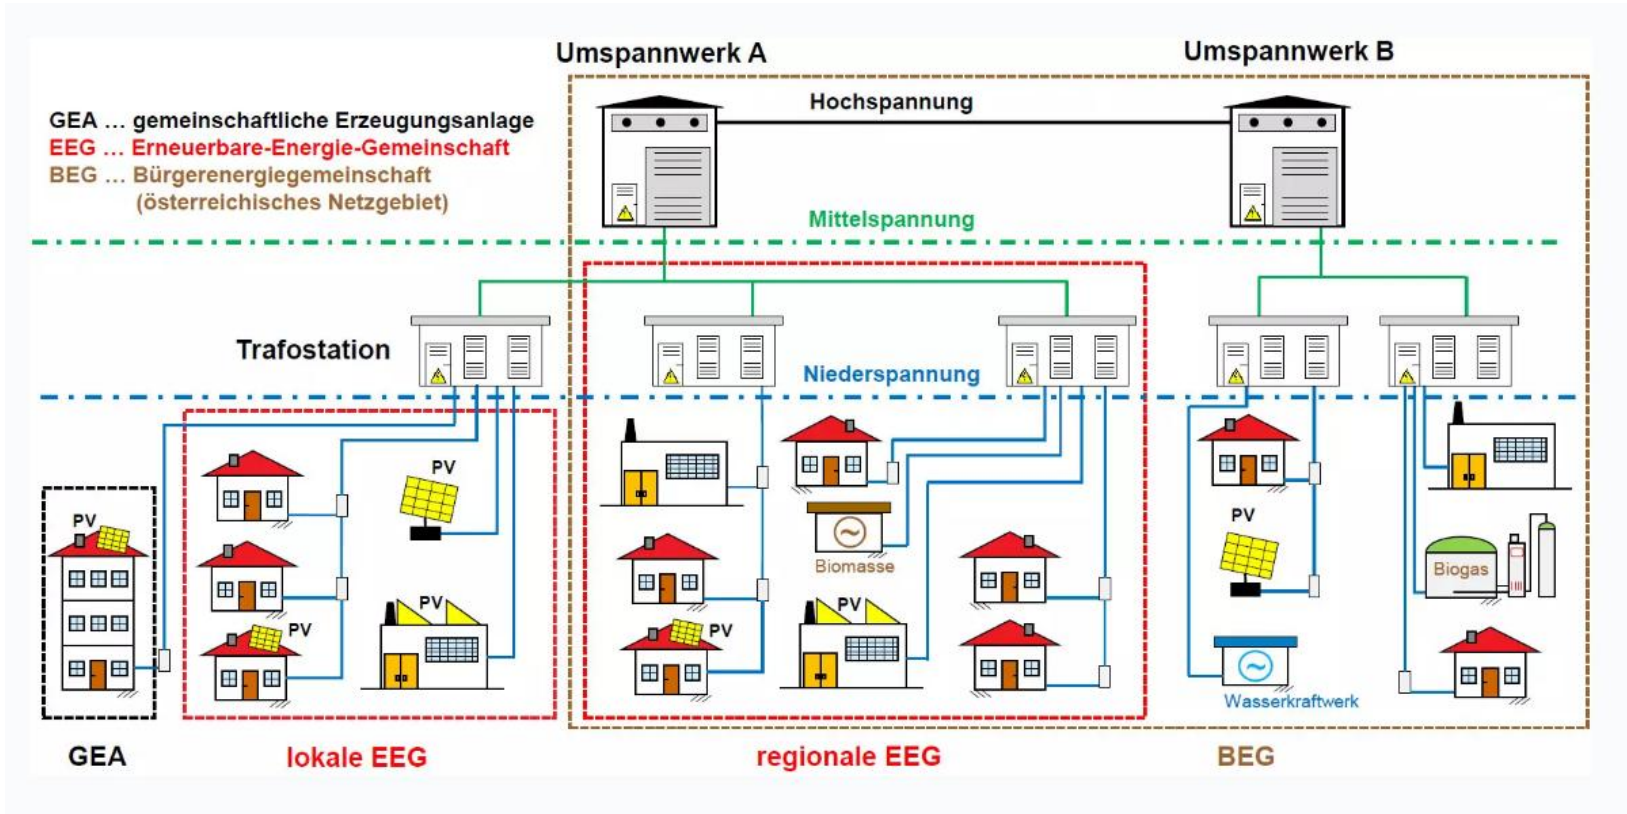 Umspannwerk A
Umspannwerk B
Hochspannung
GEA ... gemeinschaftliche Erzeugungsanlage
EEG ... Erneuerbare-Energie-Gemeinschaft
BEG ... Bürgerenergiegemeinschaft
(österreichisches Netzgebiet)
Mittelspannung
Trafostation
Niederspannung
PV
PV
PV
PV
PV
PV
PV
Biomasse
PV
Biogas
Wasserkraftwerk
GEA
lokale EEG
regionale EEG
BEG